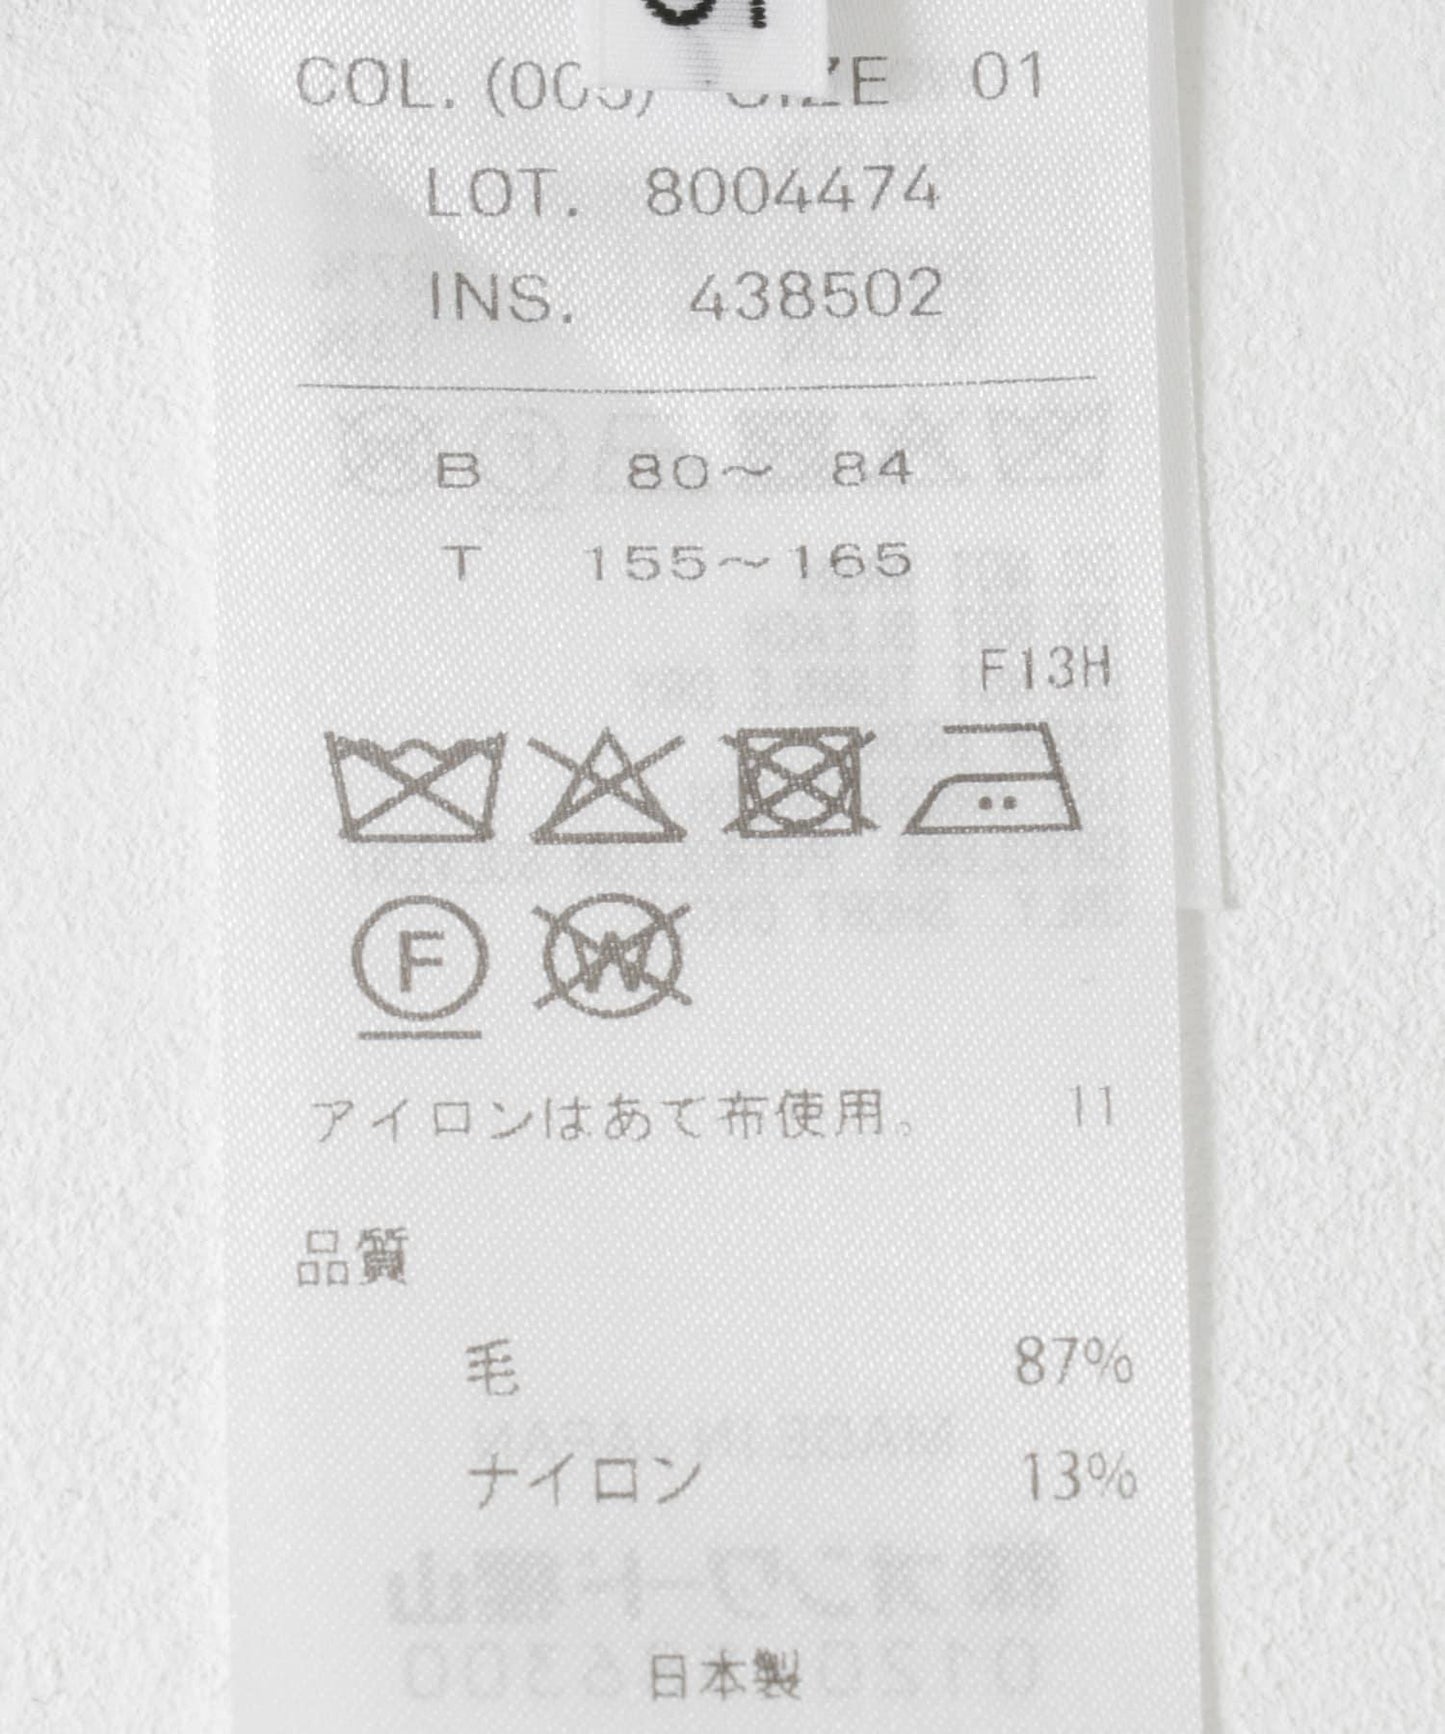 COL. SIZE 01
LOT. 8004474
INS. 438502
B 80～ 84
T 155～165
F13H
F W
アイロンはあて布使用。 11
品質
毛 87%
ナイロン 13%
日本製